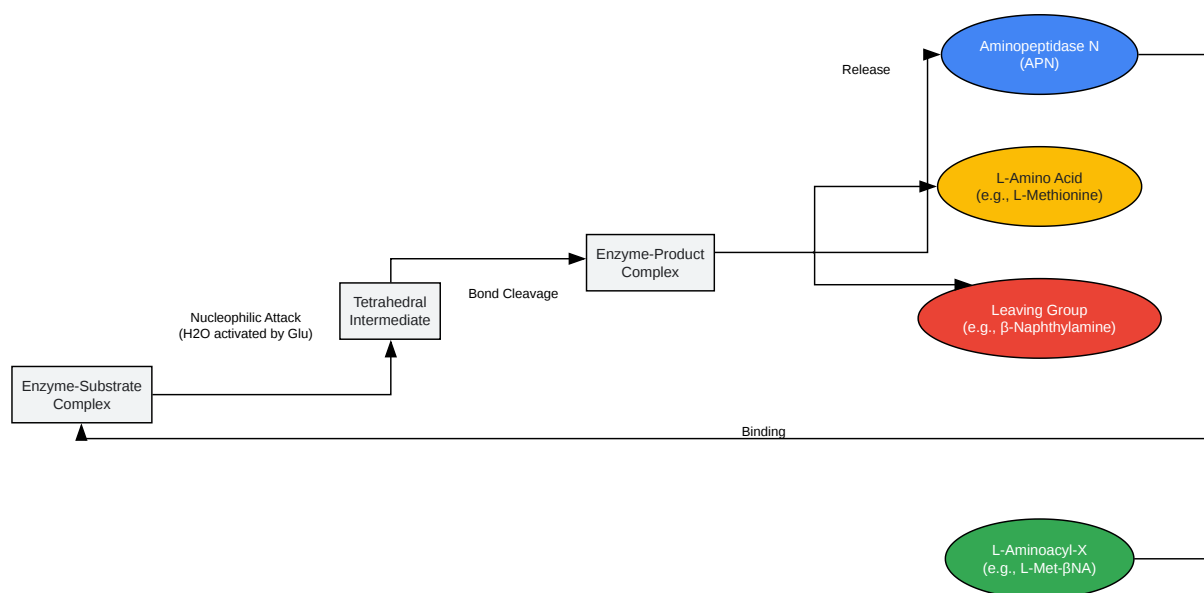 Aminopeptidase N
(APN)
Release
L-Amino Acid
(e.g., L-Methionine)
Enzyme-Product
Complex
Bond Cleavage
Tetrahedral
Intermediate
Nucleophilic Attack
(H2O activated by Glu)
Leaving Group
(e.g., β-Naphthylamine)
Enzyme-Substrate
Complex
Binding
L-Aminoacyl-X
(e.g., L-Met-βNA)